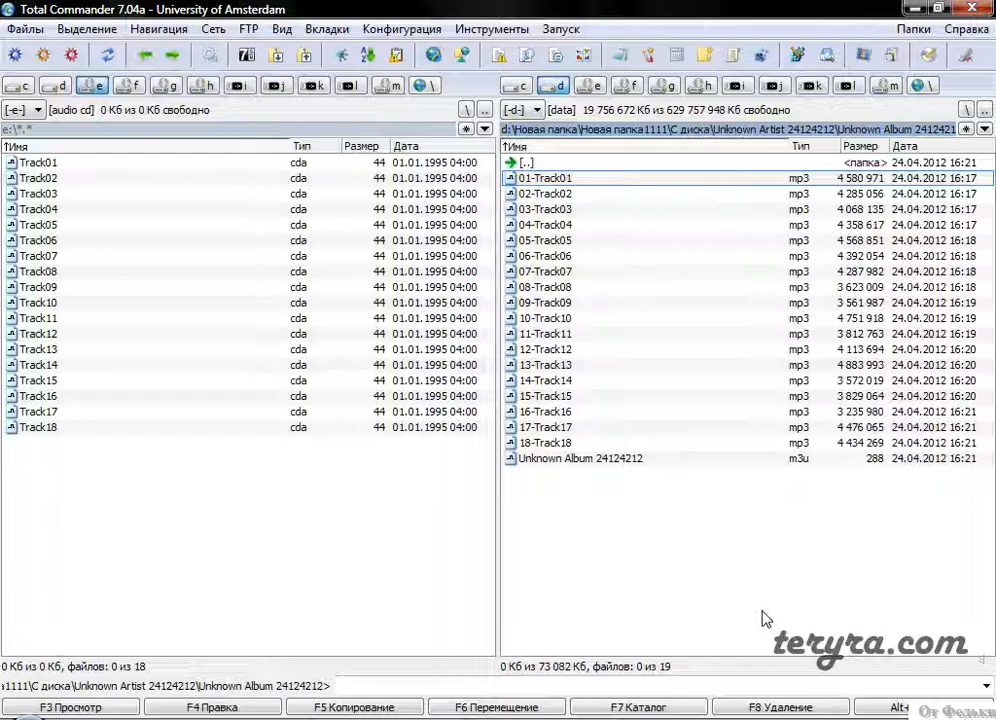 Total Commander 7.04a - University of Amsterdam
Файлы Выделение Навигация Сеть FTP Вид Вкладки Конфигурация Инструменты Запуск Папки Справка
c d e f g h i j k l m \ c d e f g h i j k l m \
[-e-] [audio cd] 0 Кб из 0 Кб свободно \ .. [-d-] [data] 19 756 672 Кб из 629 757 948 Кб свободно \ ..
e:\*.* * d:\Новая папка\Новая папка1111\С диска\Unknown Artist 24124212\Unknown Album 2412421 *
↑Имя Тип Размер Дата
Track01 cda 44 01.01.1995 04:00
Track02 cda 44 01.01.1995 04:00
Track03 cda 44 01.01.1995 04:00
Track04 cda 44 01.01.1995 04:00
Track05 cda 44 01.01.1995 04:00
Track06 cda 44 01.01.1995 04:00
Track07 cda 44 01.01.1995 04:00
Track08 cda 44 01.01.1995 04:00
Track09 cda 44 01.01.1995 04:00
Track10 cda 44 01.01.1995 04:00
Track11 cda 44 01.01.1995 04:00
Track12 cda 44 01.01.1995 04:00
Track13 cda 44 01.01.1995 04:00
Track14 cda 44 01.01.1995 04:00
Track15 cda 44 01.01.1995 04:00
Track16 cda 44 01.01.1995 04:00
Track17 cda 44 01.01.1995 04:00
Track18 cda 44 01.01.1995 04:00
↑Имя Тип Размер Дата
[..] <папка> 24.04.2012 16:21
01-Track01 mp3 4 580 971 24.04.2012 16:17
02-Track02 mp3 4 285 056 24.04.2012 16:17
03-Track03 mp3 4 068 135 24.04.2012 16:17
04-Track04 mp3 4 358 617 24.04.2012 16:17
05-Track05 mp3 4 568 851 24.04.2012 16:18
06-Track06 mp3 4 392 054 24.04.2012 16:18
07-Track07 mp3 4 287 982 24.04.2012 16:18
08-Track08 mp3 3 623 009 24.04.2012 16:18
09-Track09 mp3 3 561 987 24.04.2012 16:19
10-Track10 mp3 4 751 918 24.04.2012 16:19
11-Track11 mp3 3 812 763 24.04.2012 16:19
12-Track12 mp3 4 113 694 24.04.2012 16:20
13-Track13 mp3 4 883 993 24.04.2012 16:20
14-Track14 mp3 3 572 019 24.04.2012 16:20
15-Track15 mp3 3 829 064 24.04.2012 16:20
16-Track16 mp3 3 235 980 24.04.2012 16:21
17-Track17 mp3 4 476 065 24.04.2012 16:21
18-Track18 mp3 4 434 269 24.04.2012 16:21
Unknown Album 24124212 m3u 288 24.04.2012 16:21
teryra.com
0 Кб из 0 Кб, файлов: 0 из 18 0 Кб из 73 082 Кб, файлов: 0 из 19
а1111\С диска\Unknown Artist 24124212\Unknown Album 24124212>
F3 Просмотр F4 Правка F5 Копирование F6 Перемещение F7 Каталог F8 Удаление Alt+
От Фельки